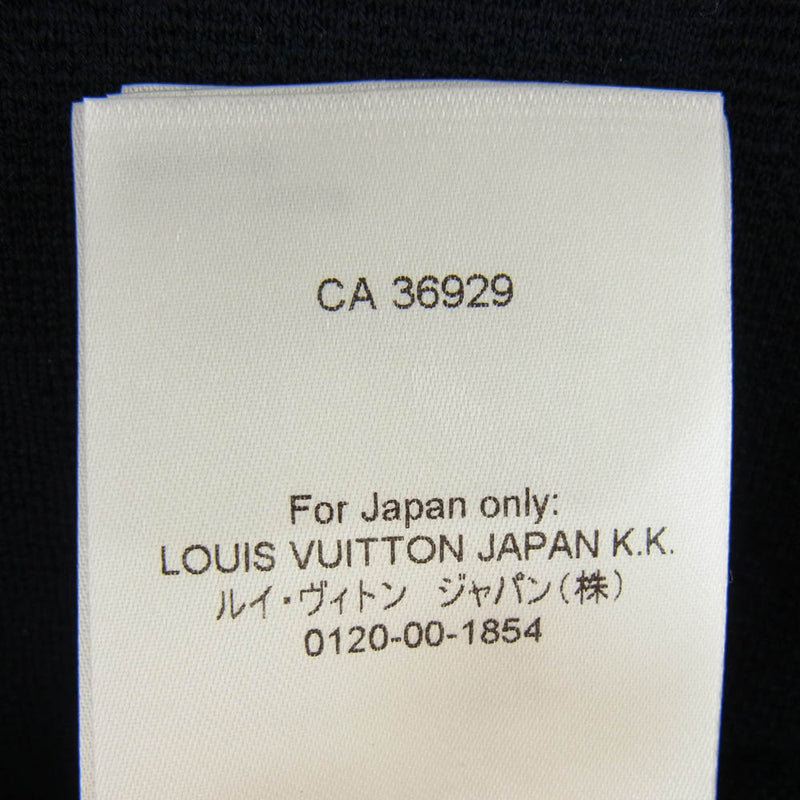 CA 36929
For Japan only:
LOUIS VUITTON JAPAN K.K.
ルイ・ヴィトン ジャパン(株)
0120-00-1854